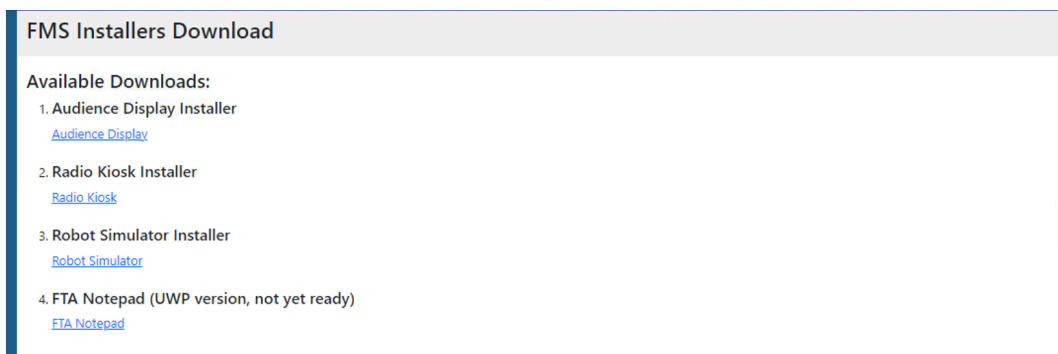 FMS Installers Download
Available Downloads:
1. Audience Display Installer
Audience Display
2. Radio Kiosk Installer
Radio Kiosk
3. Robot Simulator Installer
Robot Simulator
4. FTA Notepad (UWP version, not yet ready)
FTA Notepad